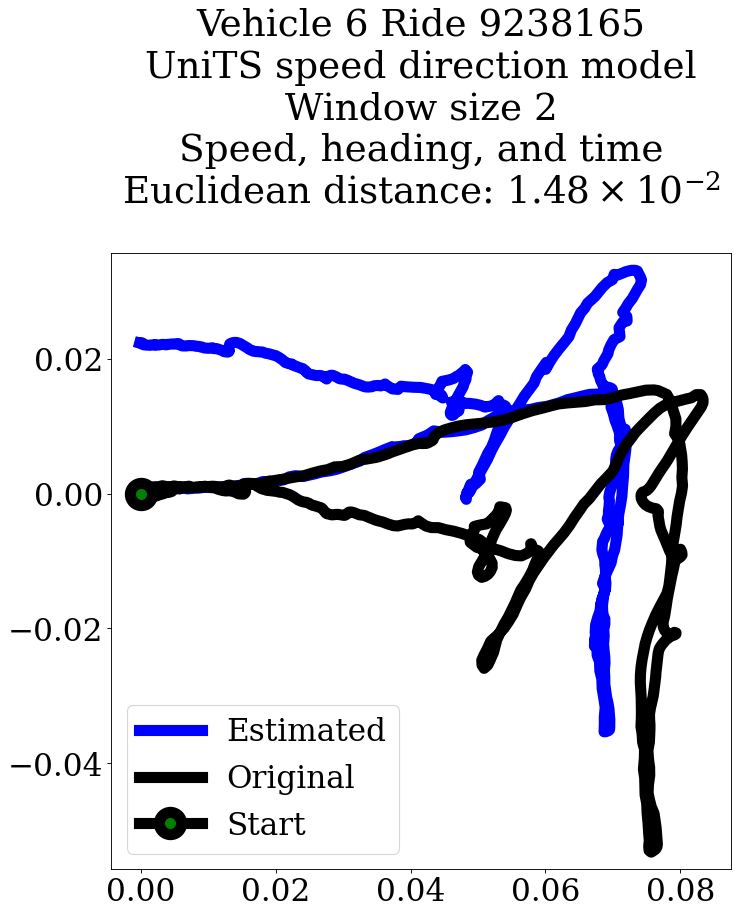 Vehicle 6 Ride 9238165
UniTS speed direction model
Window size 2
Speed, heading, and time
Euclidean distance: 1.48 × 10⁻²
0.02
0.00
−0.02
−0.04
Estimated
Original
Start
0.00 0.02 0.04 0.06 0.08